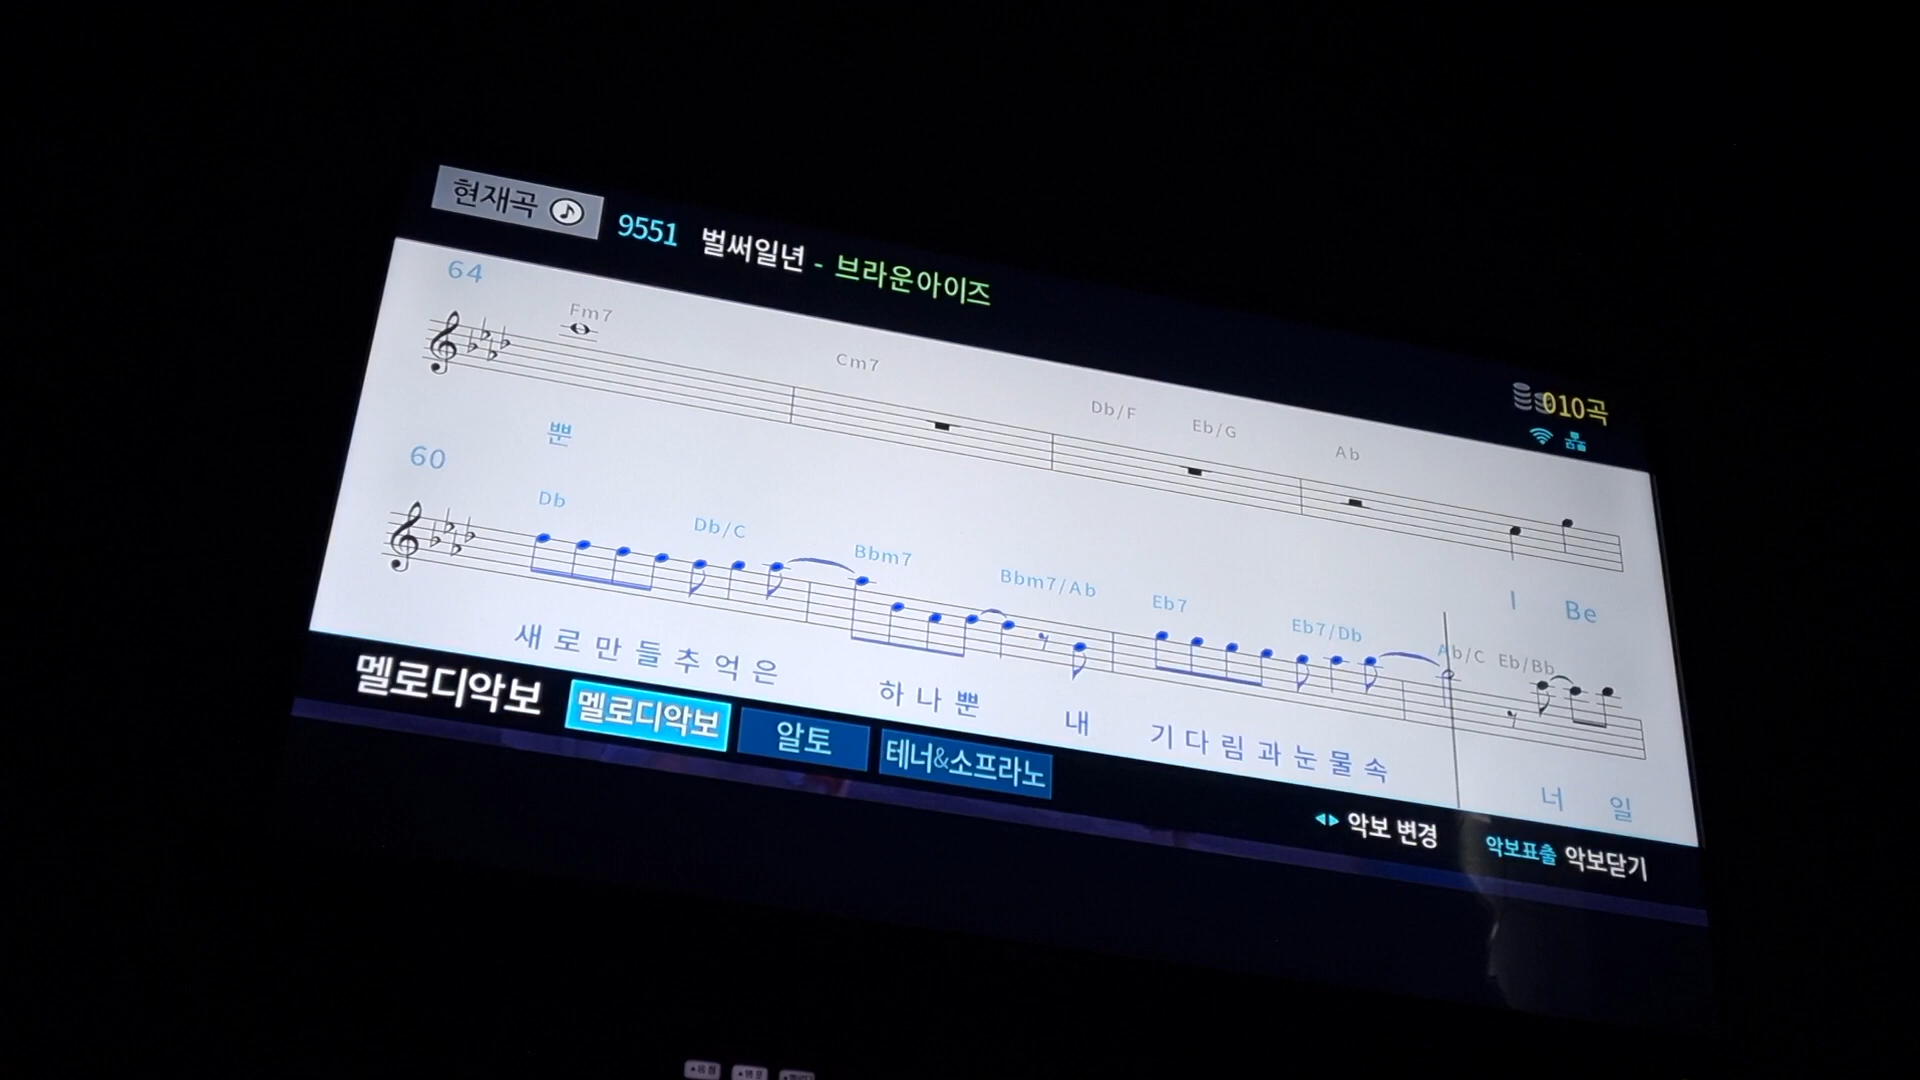 현재곡 9551 벌써일년 - 브라운아이즈
010곡
64
Fm7 Cm7 Db/F Eb/G Ab
뿐 I Be
60
Db Db/C Bbm7 Bbm7/Ab Eb7 Eb7/Db Ab/C Eb/Bb
새로만들추억은 하나뿐 내 기다림과눈물속 너 일
멜로디악보 멜로디악보 알토 테너&소프라노
악보 변경 악보표출 악보닫기